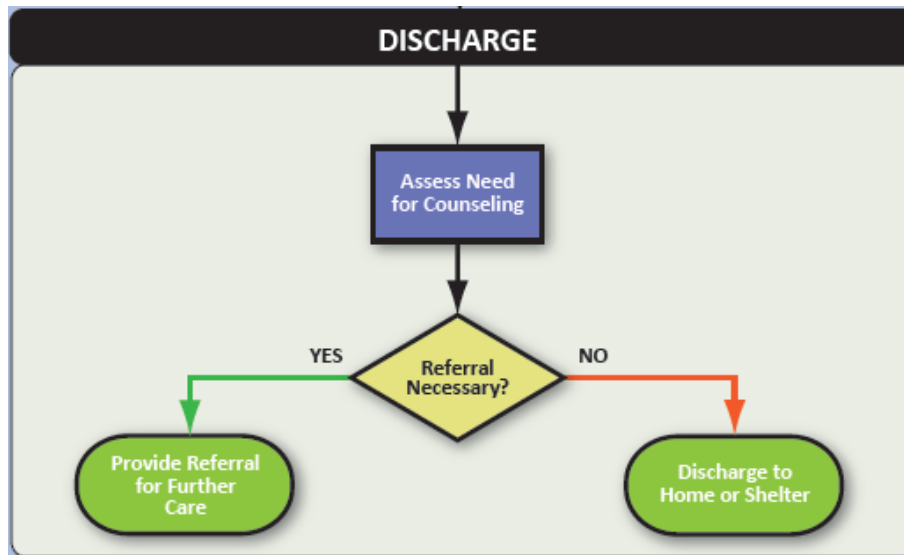 DISCHARGE
Assess Need
for Counseling
YES
NO
Referral
Necessary?
Provide Referral
for Further
Care
Discharge to
Home or Shelter